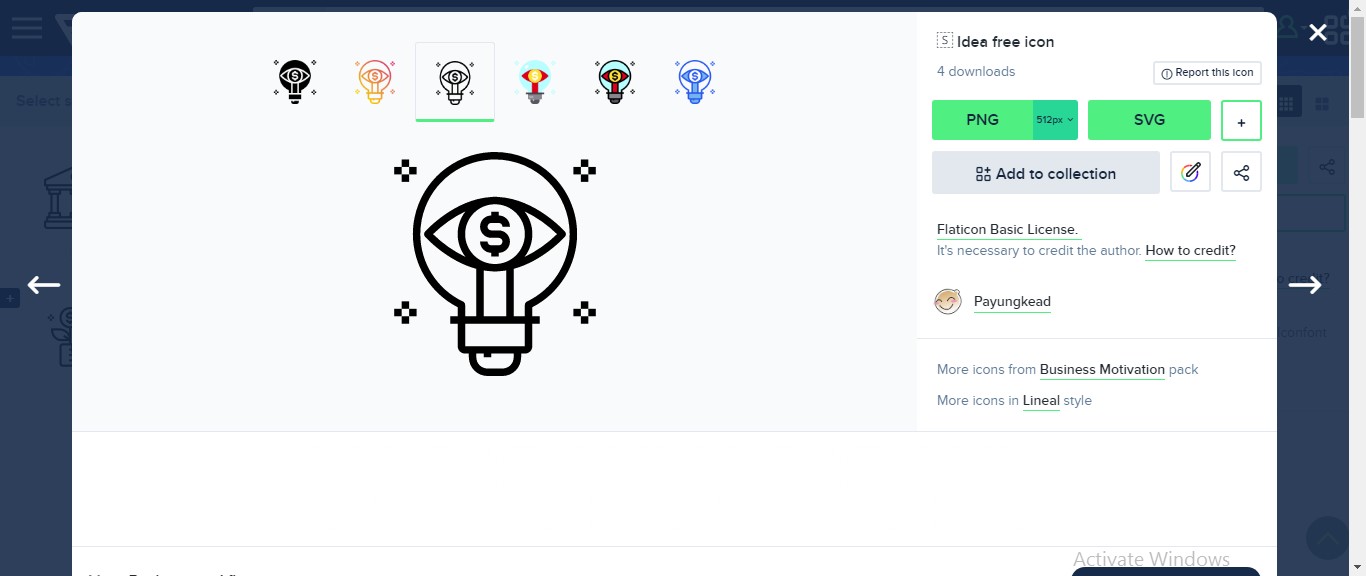 S Idea free icon
4 downloads
Report this icon
PNG
512px
SVG
+
Add to collection
Flaticon Basic License.
It's necessary to credit the author. How to credit?
Payungkead
More icons from Business Motivation pack
More icons in Lineal style
Select s
$
Activate Windows